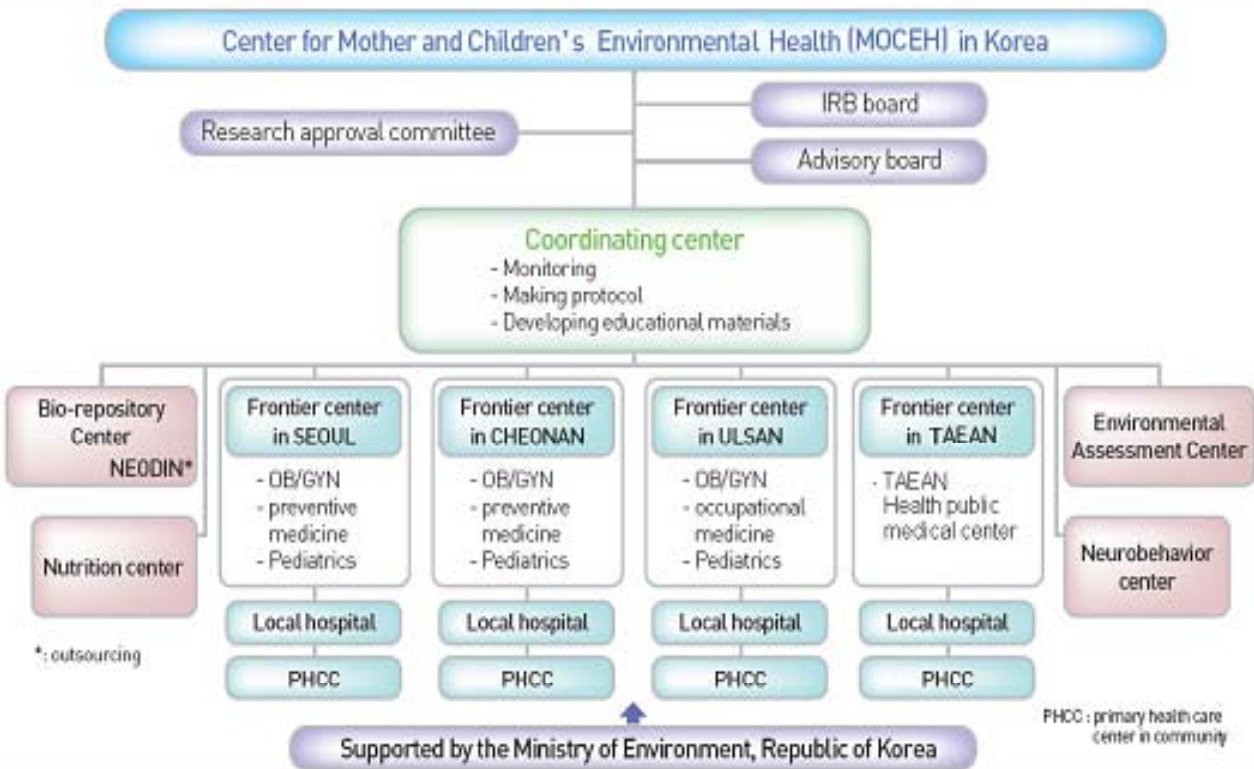 Center for Mother and Children's Environmental Health (MOCEH) in Korea
IRB board
Research approval committee
Advisory board
Coordinating center
- Monitoring
- Making protocol
- Developing educational materials
Bio-repository
Center
NEODIN*
Nutrition center
*: outsourcing
Frontier center
in SEOUL
- OB/GYN
- preventive
medicine
- Pediatrics
Local hospital
PHCC
Frontier center
in CHEONAN
- OB/GYN
- preventive
medicine
- Pediatrics
Local hospital
PHCC
Frontier center
in ULSAN
- OB/GYN
- occupational
medicine
- Pediatrics
Local hospital
PHCC
Frontier center
in TAEAN
- TAEAN
Health public
medical center
Local hospital
PHCC
Environmental
Assessment Center
Neurobehavior
center
PHCC : primary health care
center in community
Supported by the Ministry of Environment, Republic of Korea